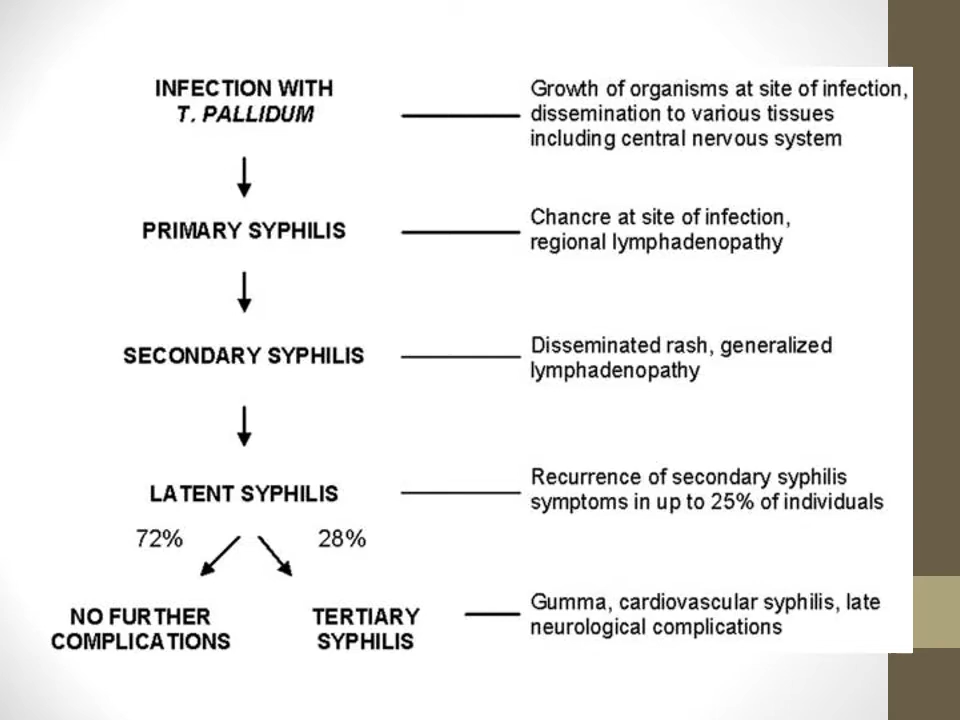 INFECTION WITH
T. PALLIDUM
Growth of organisms at site of infection,
dissemination to various tissues
including central nervous system
PRIMARY SYPHILIS
Chancre at site of infection,
regional lymphadenopathy
SECONDARY SYPHILIS
Disseminated rash, generalized
lymphadenopathy
LATENT SYPHILIS
Recurrence of secondary syphilis
symptoms in up to 25% of individuals
72%
28%
NO FURTHER
COMPLICATIONS
TERTIARY
SYPHILIS
Gumma, cardiovascular syphilis, late
neurological complications